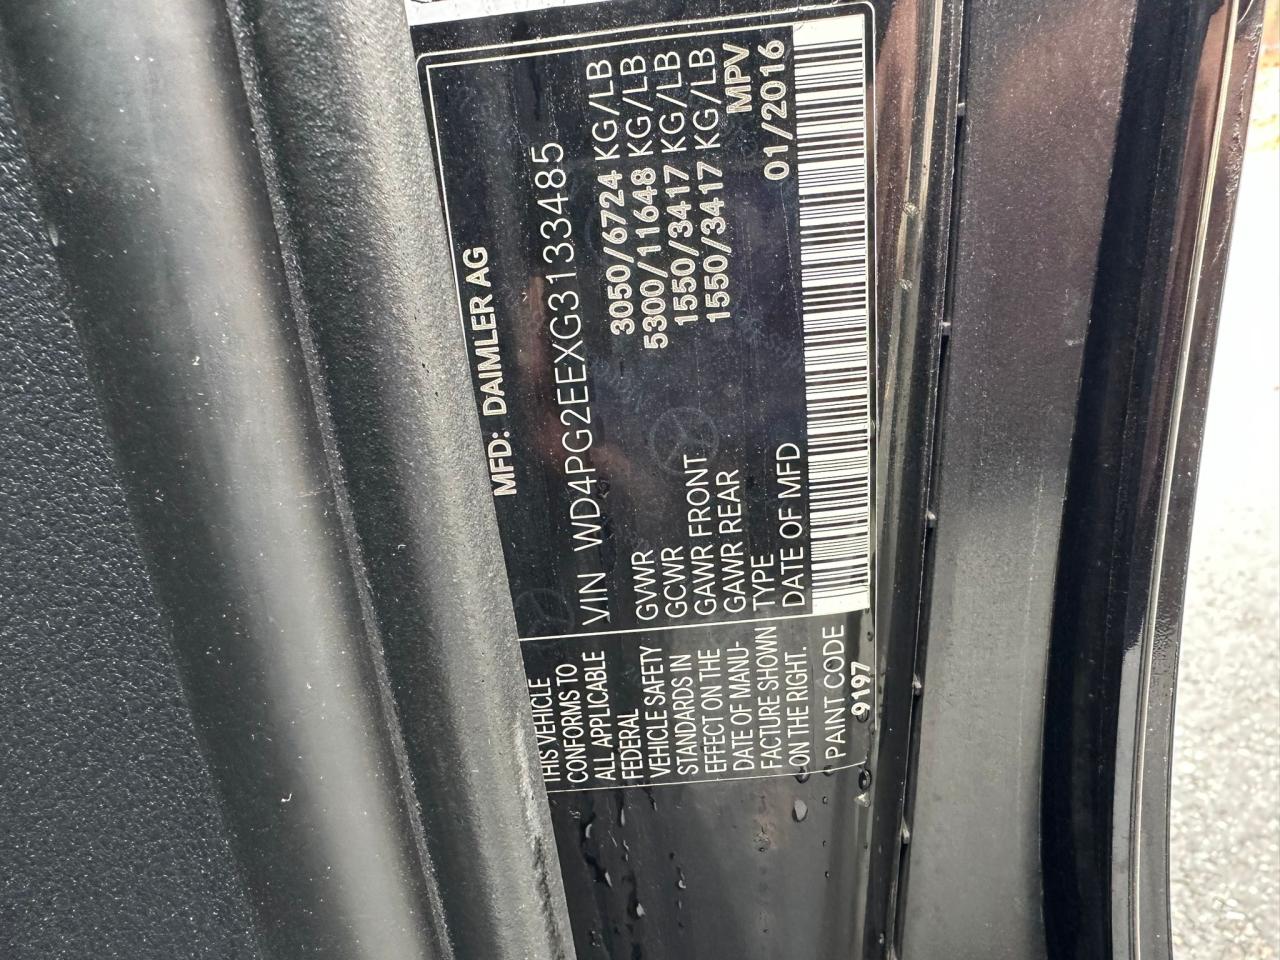 MFD: DAIMLER AG
VIN WD4PG2EEXG3133485
GVWR 3050/6724 KG/LB
GCWR 5300/11648 KG/LB
GAWR FRONT 1550/3417 KG/LB
GAWR REAR 1550/3417 KG/LB
TYPE MPV
DATE OF MFD 01/2016
THIS VEHICLE
CONFORMS TO
ALL APPLICABLE
FEDERAL
VEHICLE SAFETY
STANDARDS IN
EFFECT ON THE
DATE OF MANU-
FACTURE SHOWN
ON THE RIGHT.
PAINT CODE
9197